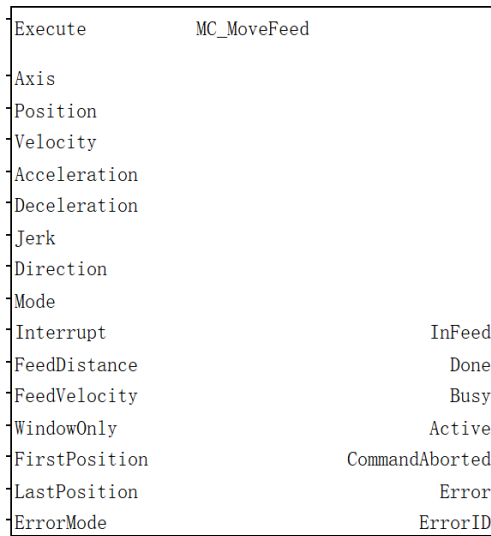 Execute MC_MoveFeed
Axis
Position
Velocity
Acceleration
Deceleration
Jerk
Direction
Mode
Interrupt InFeed
FeedDistance Done
FeedVelocity Busy
WindowOnly Active
FirstPosition CommandAborted
LastPosition Error
ErrorMode ErrorID